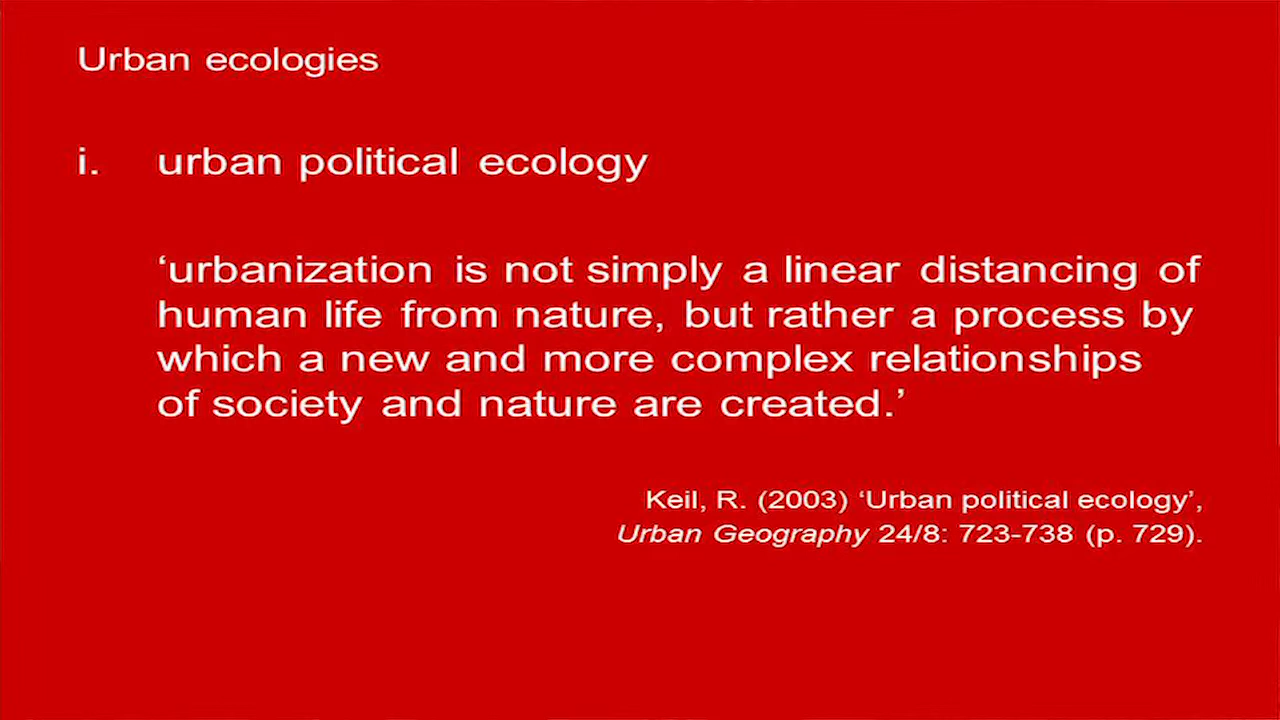 Urban ecologies
i. urban political ecology
‘urbanization is not simply a linear distancing of
human life from nature, but rather a process by
which a new and more complex relationships
of society and nature are created.’
Keil, R. (2003) ‘Urban political ecology’,
Urban Geography 24/8: 723-738 (p. 729).